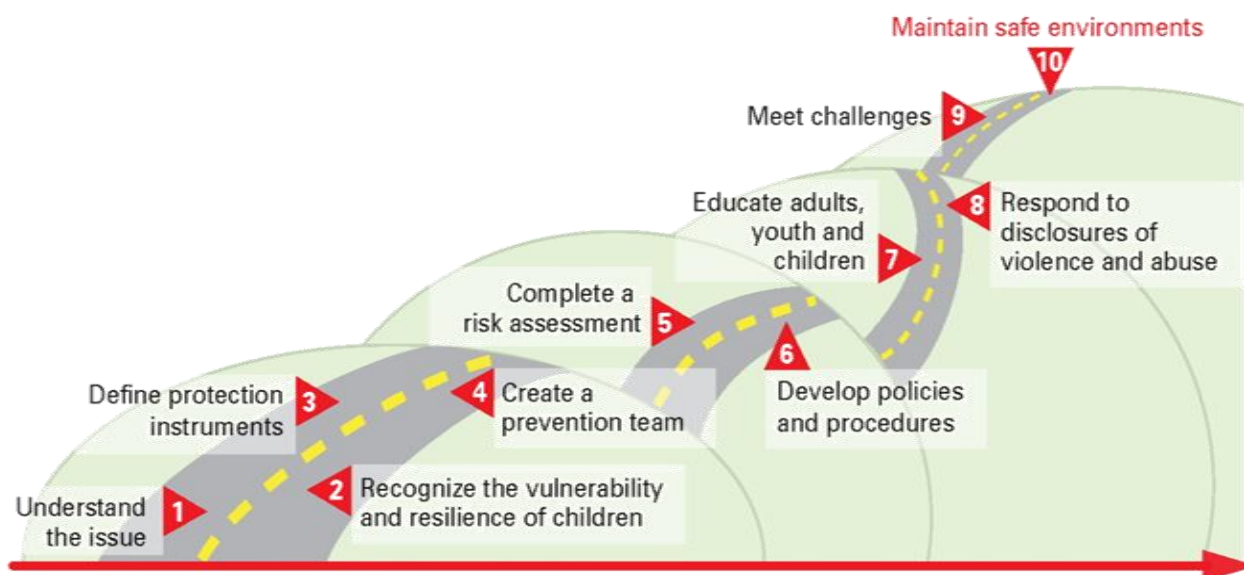 Understand
the issue
1
2
Recognize the vulnerability
and resilience of children
Define protection
instruments
3
4
Create a
prevention team
Complete a
risk assessment
5
6
Develop policies
and procedures
Educate adults,
youth and
children
7
8
Respond to
disclosures of
violence and abuse
Meet challenges
9
Maintain safe environments
10